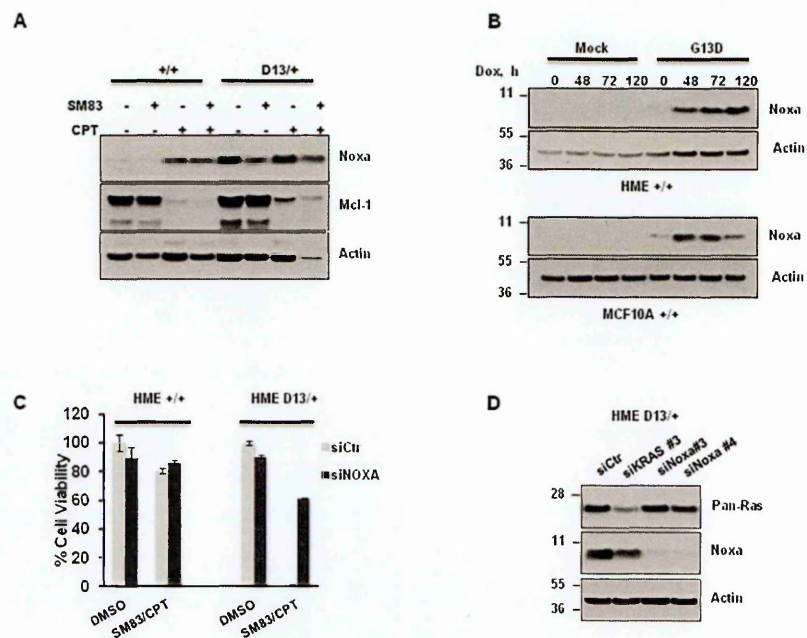 A
+/+
D13/+
SM83 - + - + - + - +
CPT - - + + - - + +
Noxa
Mcl-1
Actin
B
Mock
G13D
Dox, h 0 48 72 120 0 48 72 120
11
Noxa
55
Actin
36
HME +/+
11
Noxa
55
Actin
36
MCF10A +/+
C
HME +/+
HME D13/+
% Cell Viability
120
100
80
60
40
20
0
siCtr
siNOXA
DMSO
SM83/CPT
DMSO
SM83/CPT
D
HME D13/+
siCtr
siKRAS #3
siNoxa#3
siNoxa #4
28
Pan-Ras
11
Noxa
55
Actin
36